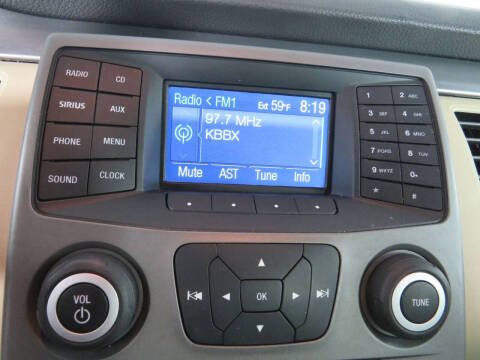 RADIO CD
SIRIUS AUX
PHONE MENU
SOUND CLOCK
Radio < FM1 Ext 59°F 8:19
97.7 MHz
KBBX
Mute AST Tune Info
1 2 ABC
3 DEF 4 GHI
5 JKL 6 MNO
7 PQRS 8 TUV
9 WXYZ 0+
* #
VOL
OK
TUNE